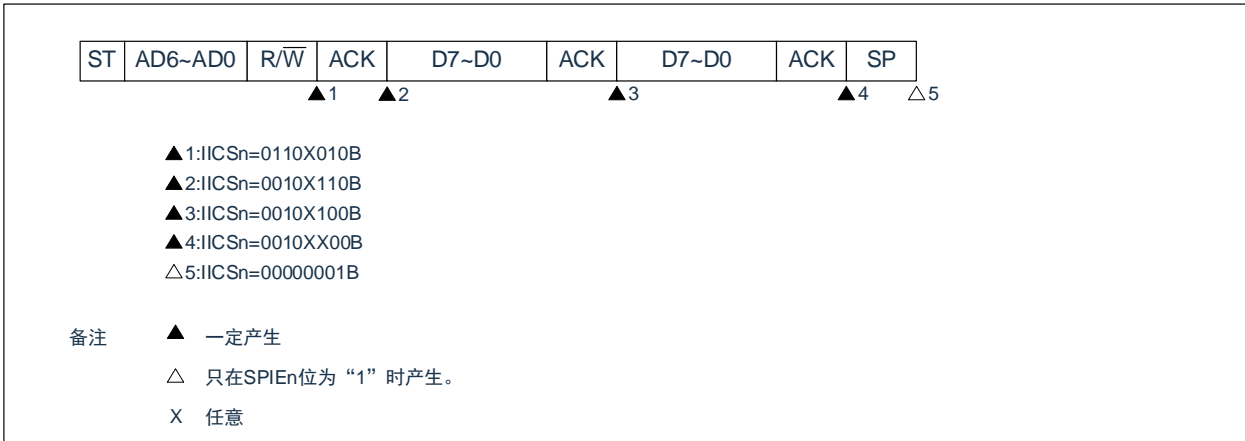 ST AD6~AD0 R/W̅ ACK D7~D0 ACK D7~D0 ACK SP
▲1 ▲2 ▲3 ▲4 △5
▲1:IICSn=0110X010B
▲2:IICSn=0010X110B
▲3:IICSn=0010X100B
▲4:IICSn=0010XX00B
△5:IICSn=00000001B
备注 ▲ 一定产生
△ 只在SPIEn位为“1”时产生。
X 任意